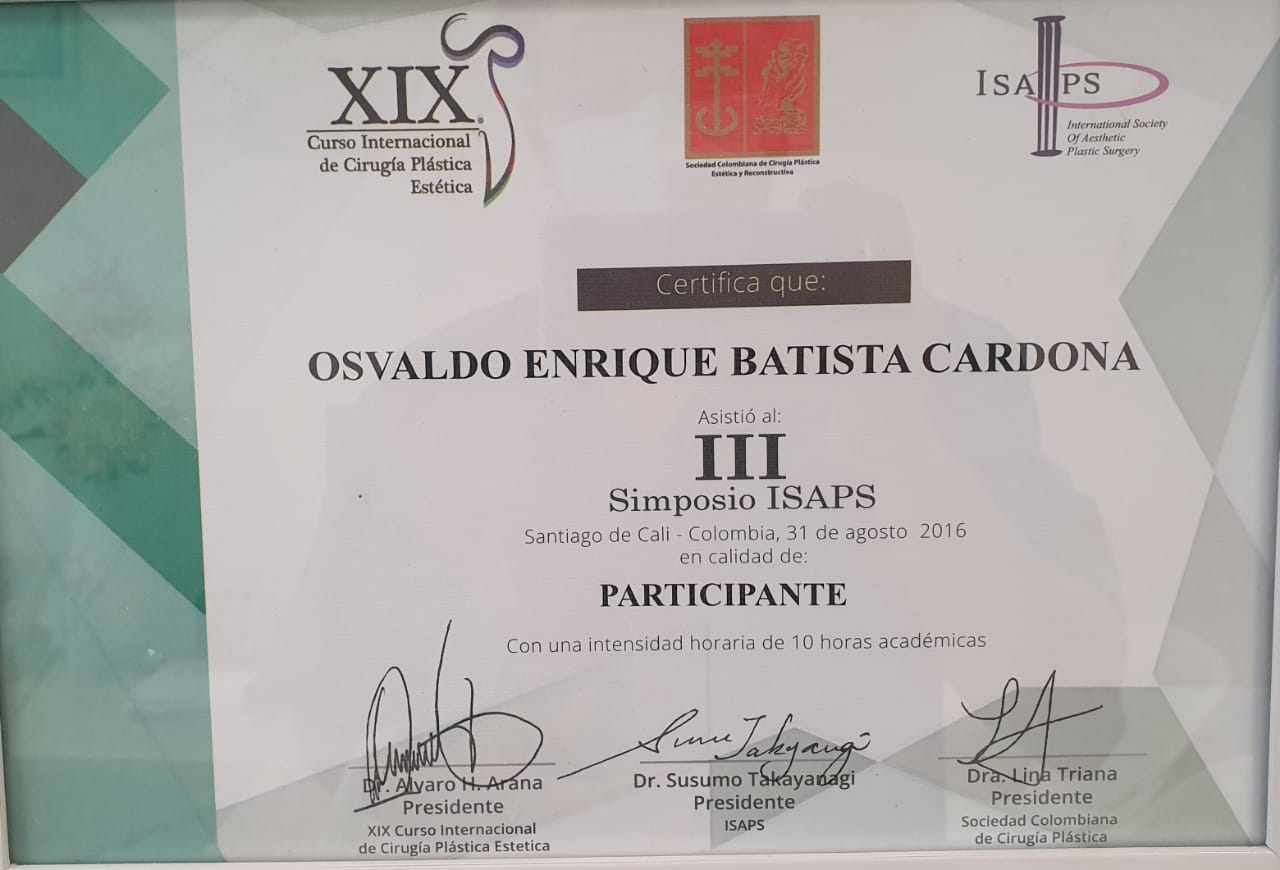 XIX
Curso Internacional
de Cirugía Plástica
Estética
Sociedad Colombiana de Cirugía Plástica
Estética y Reconstructiva
ISAPS
International Society
Of Aesthetic
Plastic Surgery
Certifica que:
OSVALDO ENRIQUE BATISTA CARDONA
Asistió al:
III
Simposio ISAPS
Santiago de Cali - Colombia, 31 de agosto 2016
en calidad de:
PARTICIPANTE
Con una intensidad horaria de 10 horas académicas
Dr. Alvaro H. Arana
Presidente
XIX Curso Internacional
de Cirugía Plástica Estetica
Dr. Susumo Takayanagi
Presidente
ISAPS
Dra. Lina Triana
Presidente
Sociedad Colombiana
de Cirugía Plástica